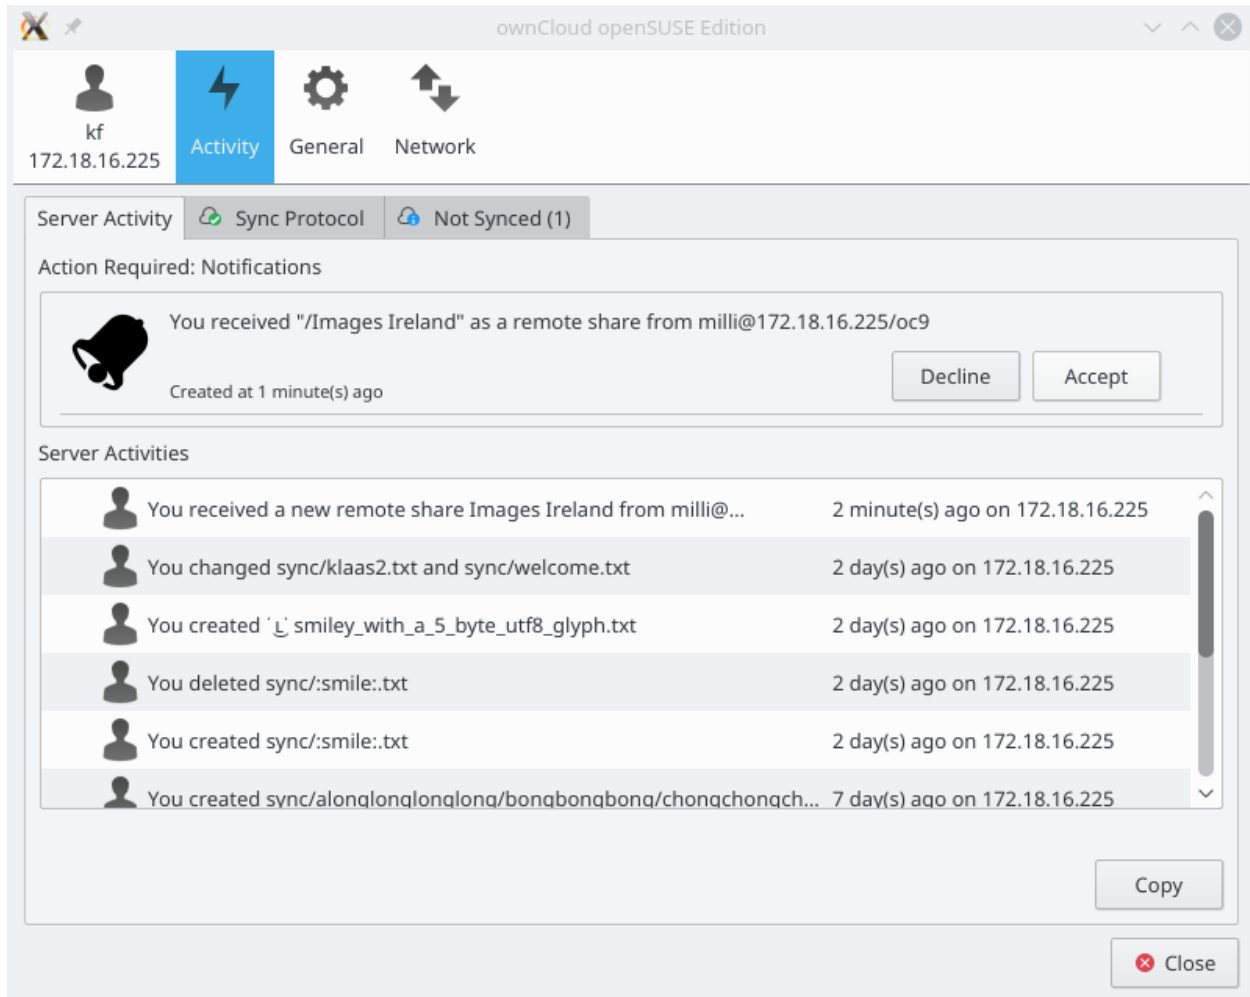 ownCloud openSUSE Edition
kf
172.18.16.225
Activity
General
Network
Server Activity
Sync Protocol
Not Synced (1)
Action Required: Notifications
You received "/Images Ireland" as a remote share from milli@172.18.16.225/oc9
Created at 1 minute(s) ago
Decline
Accept
Server Activities
You received a new remote share Images Ireland from milli@... 2 minute(s) ago on 172.18.16.225
You changed sync/klaas2.txt and sync/welcome.txt 2 day(s) ago on 172.18.16.225
You created ˙ʟ̮˙ smiley_with_a_5_byte_utf8_glyph.txt 2 day(s) ago on 172.18.16.225
You deleted sync/:smile:.txt 2 day(s) ago on 172.18.16.225
You created sync/:smile:.txt 2 day(s) ago on 172.18.16.225
You created sync/alonglonglonglong/bongbongbong/chongchongch... 7 day(s) ago on 172.18.16.225
Copy
Close